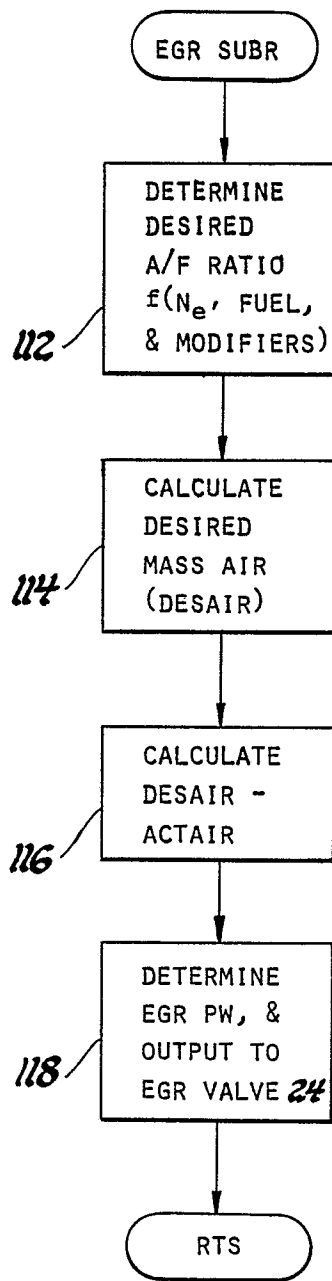 EGR SUBR
DETERMINE
DESIRED
A/F RATIO
f(Ne, FUEL,
& MODIFIERS)
112
CALCULATE
DESIRED
MASS AIR
(DESAIR)
114
CALCULATE
DESAIR -
ACTAIR
116
DETERMINE
EGR PW, &
OUTPUT TO
EGR VALVE 24
118
RTS